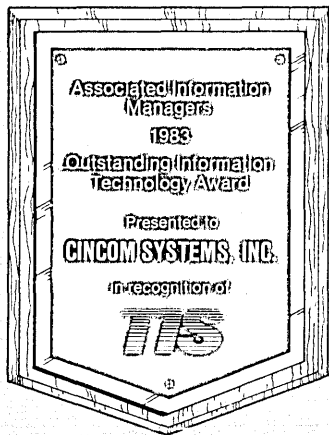 Associated Information
Managers
1983
Outstanding Information
Technology Award
Presented to
CINCOM SYSTEMS, INC.
in recognition of
TIS